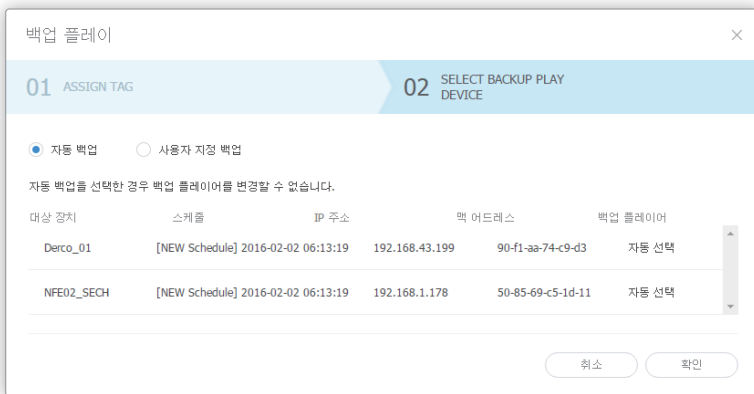 백업 플레이
01 ASSIGN TAG
02 SELECT BACKUP PLAY
DEVICE
자동 백업 사용자 지정 백업
자동 백업을 선택한 경우 백업 플레이어를 변경할 수 없습니다.
대상 장치 스케줄 IP 주소 맥 어드레스 백업 플레이어
Derco_01 [NEW Schedule] 2016-02-02 06:13:19 192.168.43.199 90-f1-aa-74-c9-d3 자동 선택
NFE02_SECH [NEW Schedule] 2016-02-02 06:13:19 192.168.1.178 50-85-69-c5-1d-11 자동 선택
취소 확인